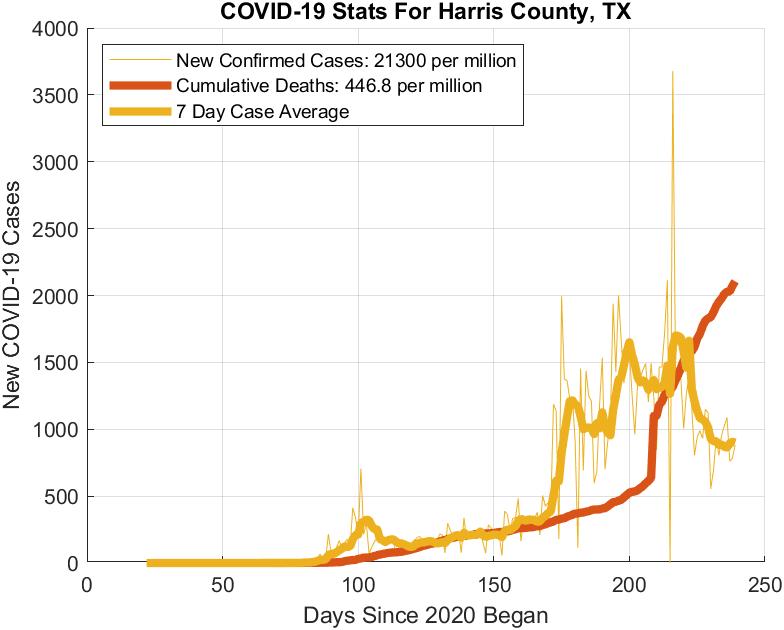 COVID-19 Stats For Harris County, TX
New Confirmed Cases: 21300 per million
Cumulative Deaths: 446.8 per million
7 Day Case Average
New COVID-19 Cases
4000
3500
3000
2500
2000
1500
1000
500
0
0 50 100 150 200 250
Days Since 2020 Began